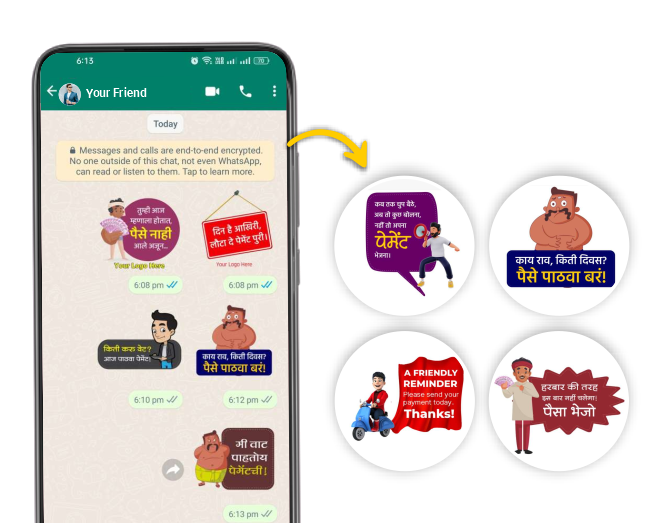 6:13
70
Your Friend
Today
Messages and calls are end-to-end encrypted.
No one outside of this chat, not even WhatsApp,
can read or listen to them. Tap to learn more.
तुम्ही आज
म्हणाला होतात,
पैसे नाही
आले अजून...
Your Logo Here
6:08 pm
दिन है आखिरी,
लौटा दे पेमेंट पुरी!
Your Logo Here
6:08 pm
किती करू वेट?
आज पाठवा पेमेंट!
6:10 pm
काय राव, किती दिवस?
पैसे पाठवा बरं!
6:12 pm
मी वाट
पाहतोय
पेमेंटची!
6:13 pm
कब तक चुप बैठे,
अब तो कुछ बोलना,
नहीं तो अपना
पेमेंट
भेजना।
काय राव, किती दिवस?
पैसे पाठवा बरं!
A FRIENDLY
REMINDER
Please send your
payment today.
Thanks!
हरबार की तरह
इस बार नहीं चलेगा!
पैसा भेजो